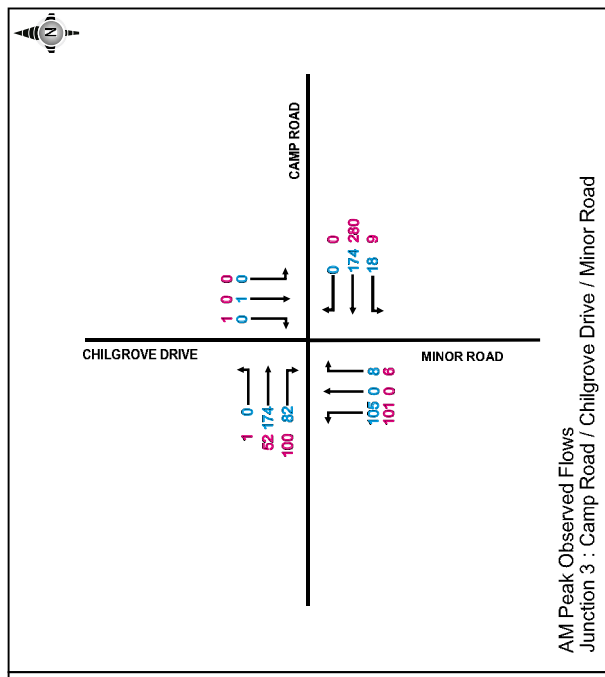 N
CAMP ROAD
0 0
174 280
18 9
1 0 0
0 1 0
CHILGROVE DRIVE
MINOR ROAD
1 0
52 174
100 82
105 0 8
101 0 6
AM Peak Observed Flows
Junction 3 : Camp Road / Chilgrove Drive / Minor Road